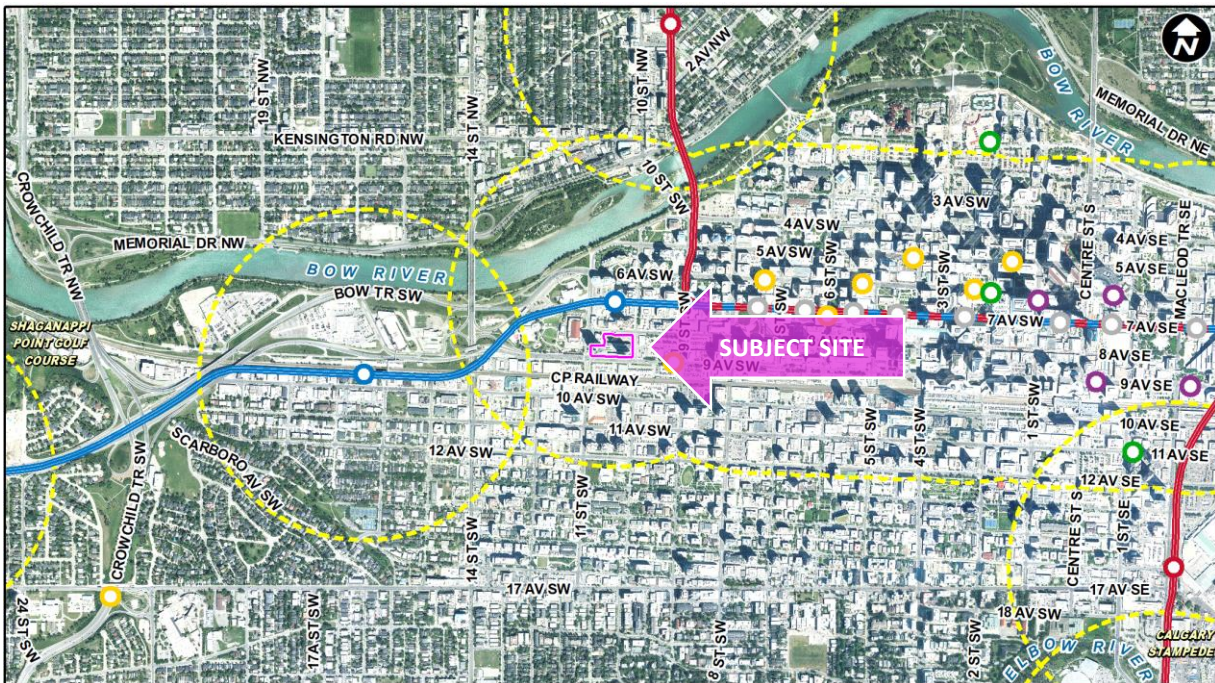 N
10 ST NW
2 AV NW
19 ST NW
14 ST NW
KENSINGTON RD NW
BOW RIVER
MEMORIAL DR NE
CROWCHILD TR NW
10 ST SW
3 AV SW
4 AV SW
5 AV SW
6 ST SW
3 ST SW
CENTRE ST S
4 AV SE
5 AV SE
MACLEOD TR SE
MEMORIAL DR NW
BOW RIVER
BOW TR SW
6 AV SW
SHAGANAPPI
POINT GOLF
COURSE
9 ST SW
7 AV SW
7 AV SE
SUBJECT SITE
9 AV SW
8 AV SE
9 AV SE
CP RAILWAY
10 AV SW
11 AV SW
12 AV SW
1 ST SW
5 ST SW
4 ST SW
10 AV SE
11 AV SE
12 AV SE
SCARBORO AV SW
CROWCHILD TR SW
11 ST SW
14 ST SW
CENTRE ST S
1 ST SE
17 AV SW
17 AV SE
18 AV SW
24 ST SW
17A ST SW
8 ST SW
2 ST SW
ELBOW RIVER
CALGARY
STAMPEDE